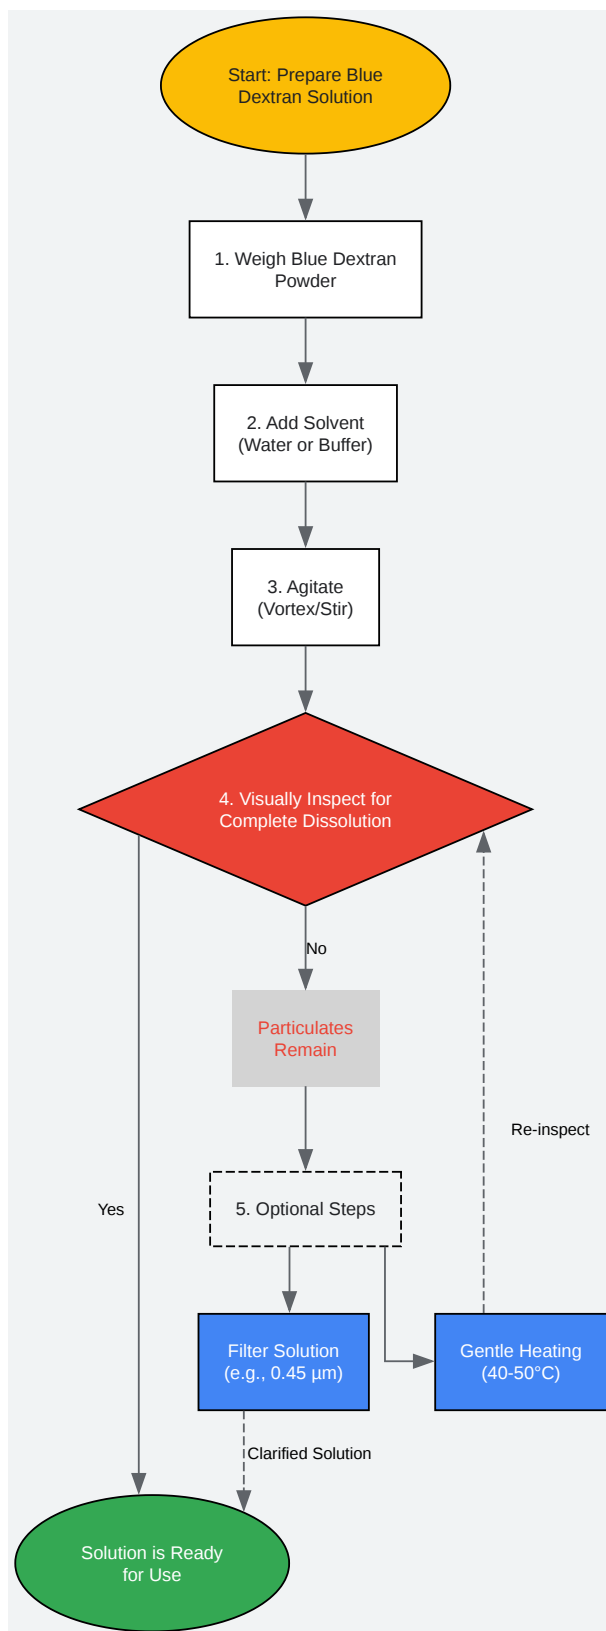 Start: Prepare Blue
Dextran Solution
1. Weigh Blue Dextran
Powder
2. Add Solvent
(Water or Buffer)
3. Agitate
(Vortex/Stir)
4. Visually Inspect for
Complete Dissolution
No
Particulates
Remain
Re-inspect
Yes
5. Optional Steps
Filter Solution
(e.g., 0.45 µm)
Gentle Heating
(40-50°C)
Clarified Solution
Solution is Ready
for Use